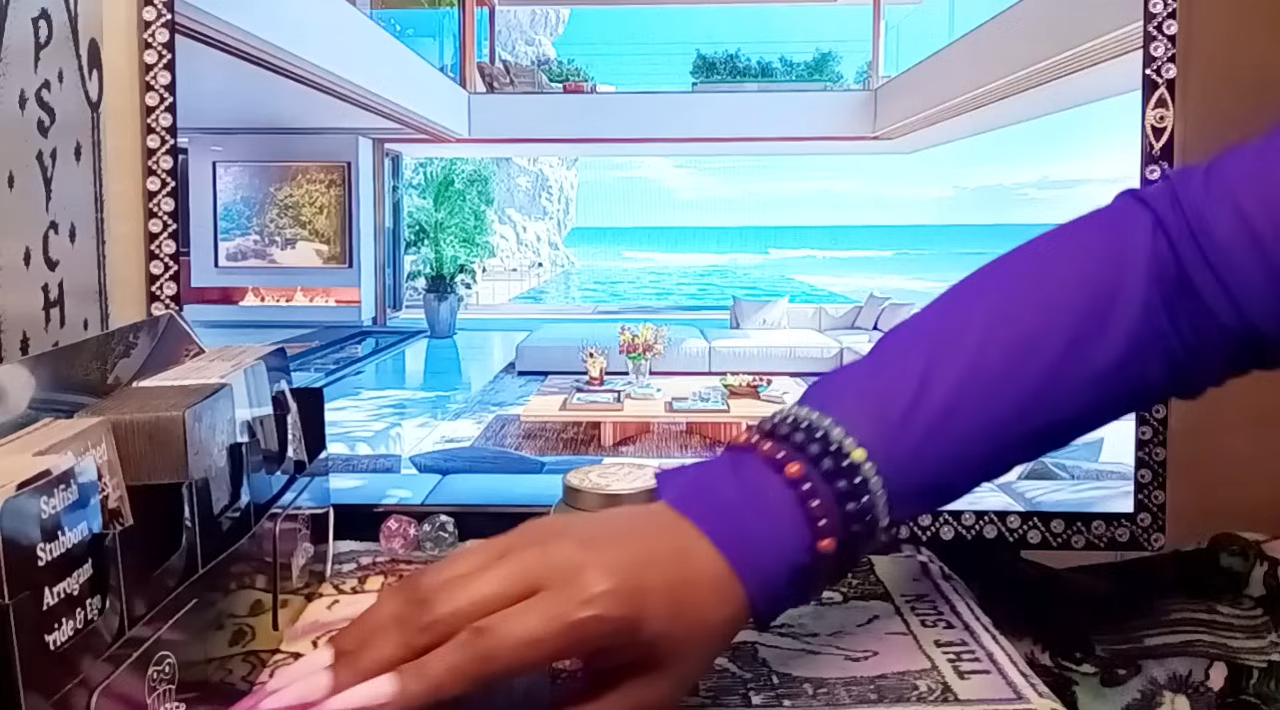 PSYCH
Selfish
Stubborn
Arrogant
ride & Ego
THE SUN